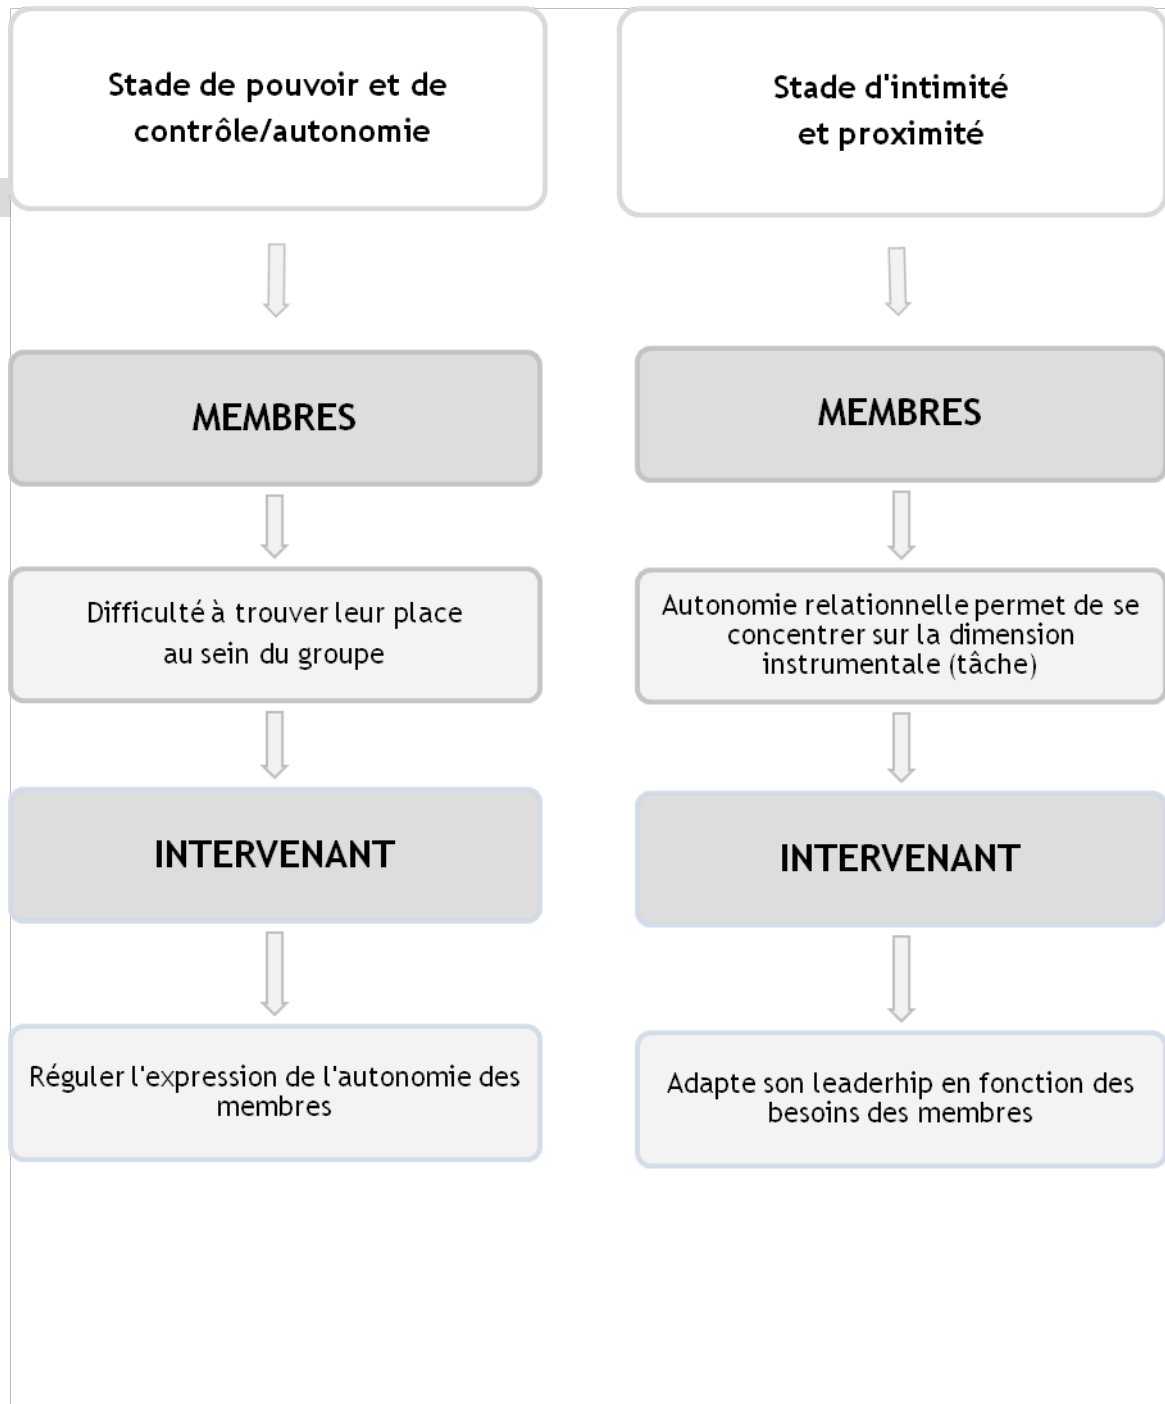 Stade de pouvoir et de
contrôle/autonomie
MEMBRES
Difficulté à trouver leur place
au sein du groupe
INTERVENANT
Réguler l'expression de l'autonomie des
membres
Stade d'intimité
et proximité
MEMBRES
Autonomie relationnelle permet de se
concentrer sur la dimension
instrumentale (tâche)
INTERVENANT
Adapte son leaderhip en fonction des
besoins des membres